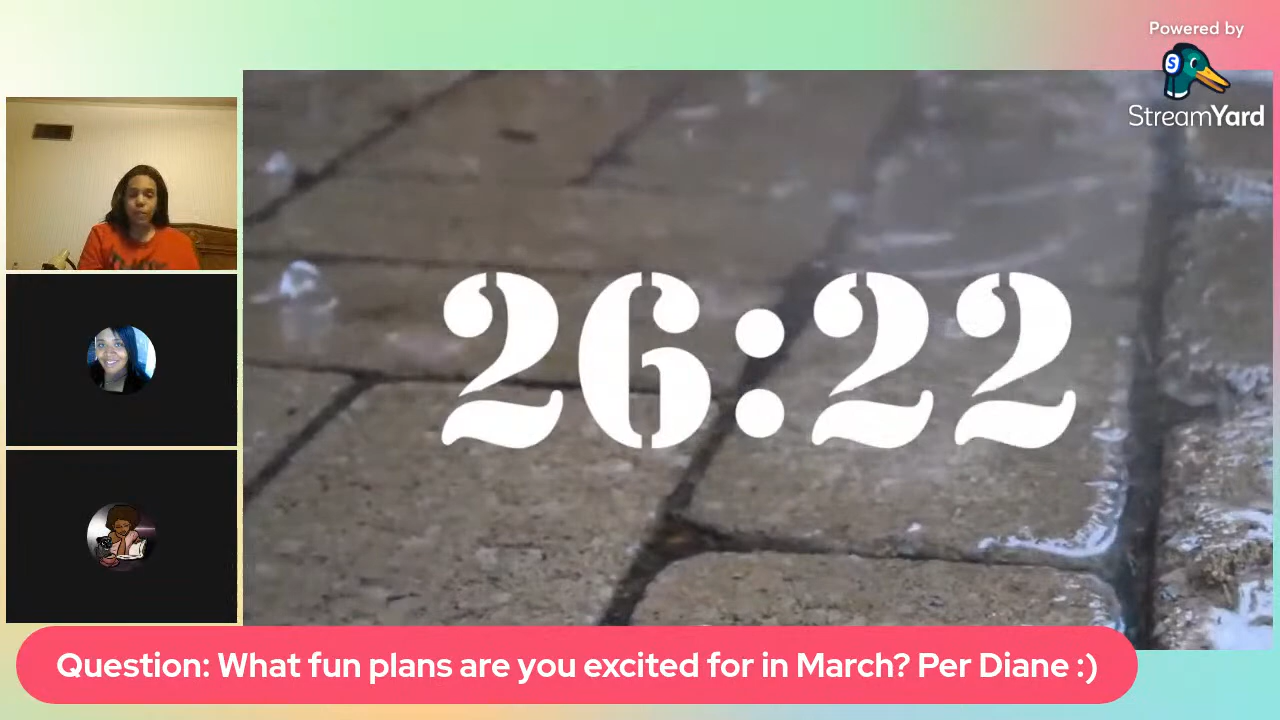 Powered by
StreamYard
26:22
Question: What fun plans are you excited for in March? Per Diane :)